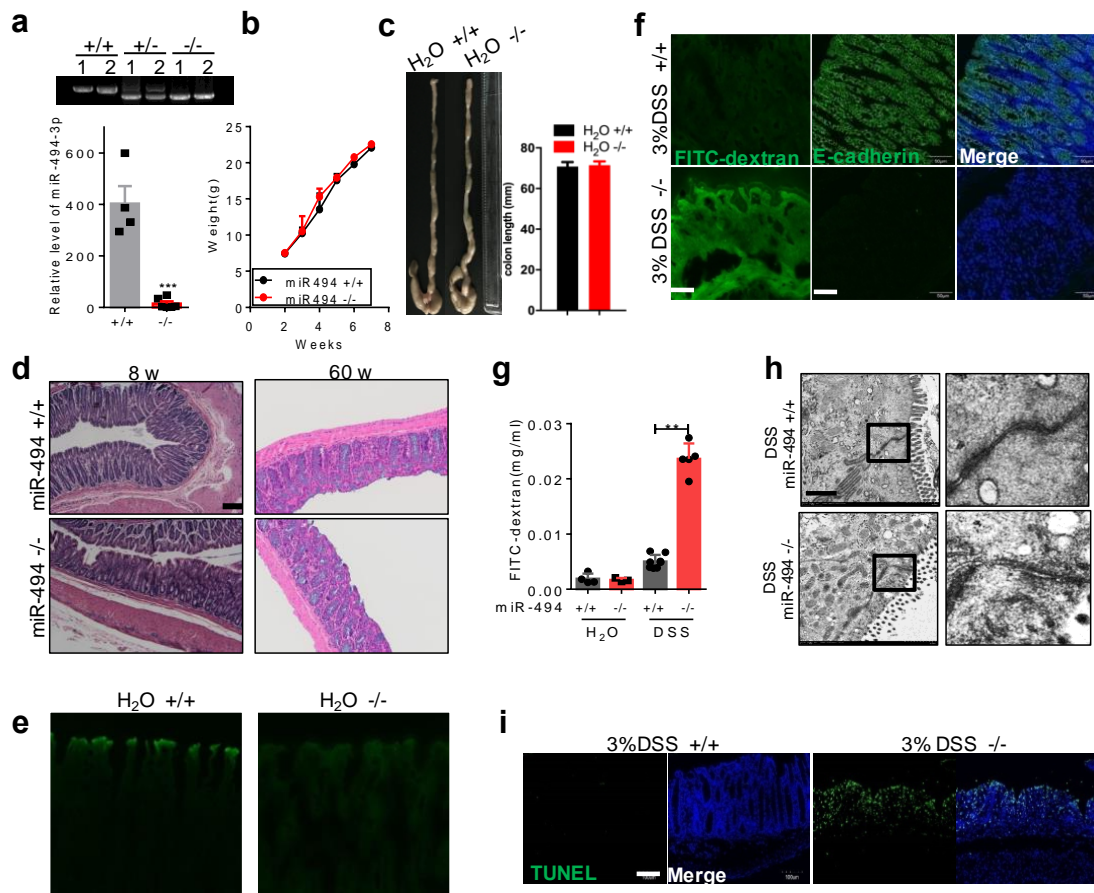 a
+/+ +/- -/-
1 2 1 2 1 2
Relative level of miR-494-3p
600
400
200
0
***
+/+ -/-
b
Weight(g)
25
20
15
10
5
0
miR494 +/+
miR494 -/-
0 2 4 6 8
Weeks
c
H2O +/+
H2O -/-
H2O +/+
H2O -/-
colon length (mm)
80
60
40
20
0
f
3%DSS +/+
FITC-dextran
E-cadherin
Merge
3% DSS -/-
d
8 w
60 w
miR-494 +/+
miR-494 -/-
g
FITC-dextran(mg/ml)
0.03
0.02
0.01
0.00
**
miR-494 +/+ -/- +/+ -/-
H2O DSS
h
DSS
miR-494 +/+
DSS
miR-494 -/-
e
H2O +/+
H2O -/-
i
3%DSS +/+
3% DSS -/-
TUNEL
Merge
100μm